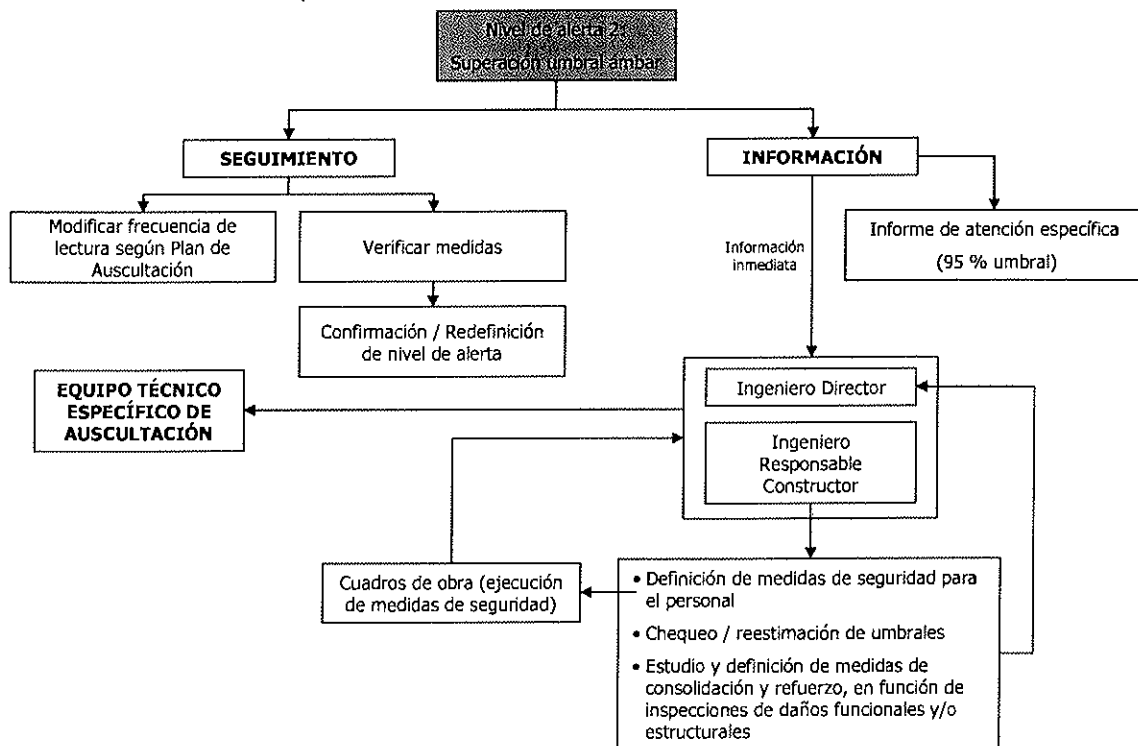 Nivel de alerta 2:
Superación umbral ambar
SEGUIMIENTO
INFORMACIÓN
Modificar frecuencia de
lectura según Plan de
Auscultación
Verificar medidas
Información
inmediata
Informe de atención específica
(95 % umbral)
Confirmación / Redefinición
de nivel de alerta
EQUIPO TÉCNICO
ESPECÍFICO DE
AUSCULTACIÓN
Ingeniero Director
Ingeniero
Responsable
Constructor
Cuadros de obra (ejecución
de medidas de seguridad)
• Definición de medidas de seguridad para
el personal
• Chequeo / reestimación de umbrales
• Estudio y definición de medidas de
consolidación y refuerzo, en función de
inspecciones de daños funcionales y/o
estructurales